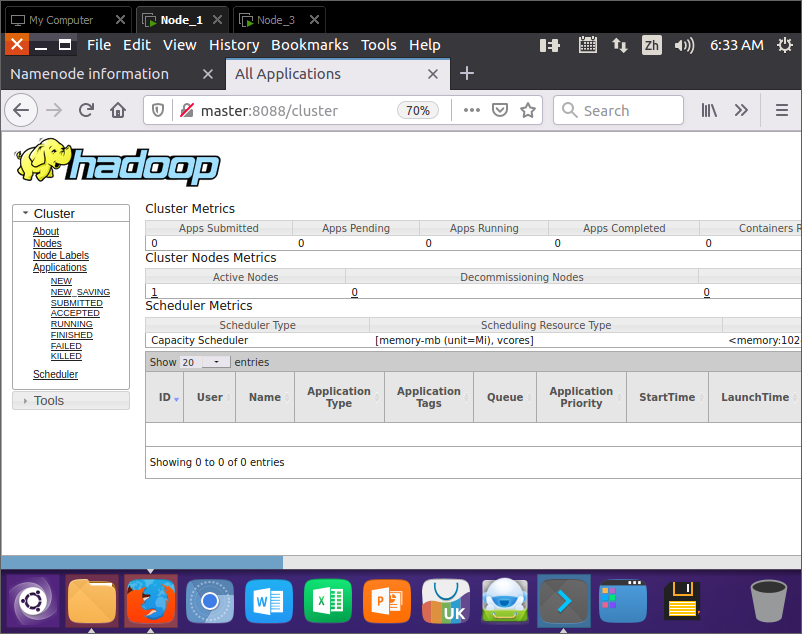 My Computer Node_1 Node_3
File Edit View History Bookmarks Tools Help Zh 6:33 AM
Namenode information All Applications
master:8088/cluster 70% Search
hadoop
Cluster
About
Nodes
Node Labels
Applications
NEW
NEW_SAVING
SUBMITTED
ACCEPTED
RUNNING
FINISHED
FAILED
KILLED
Scheduler
Tools
Cluster Metrics
Apps Submitted Apps Pending Apps Running Apps Completed Containers R
0 0 0 0 0
Cluster Nodes Metrics
Active Nodes Decommissioning Nodes
1 0 0
Scheduler Metrics
Scheduler Type Scheduling Resource Type
Capacity Scheduler [memory-mb (unit=Mi), vcores] <memory:102
Show 20 entries
ID User Name Application Type Application Tags Queue Application Priority StartTime LaunchTime
Showing 0 to 0 of 0 entries
W X P UK